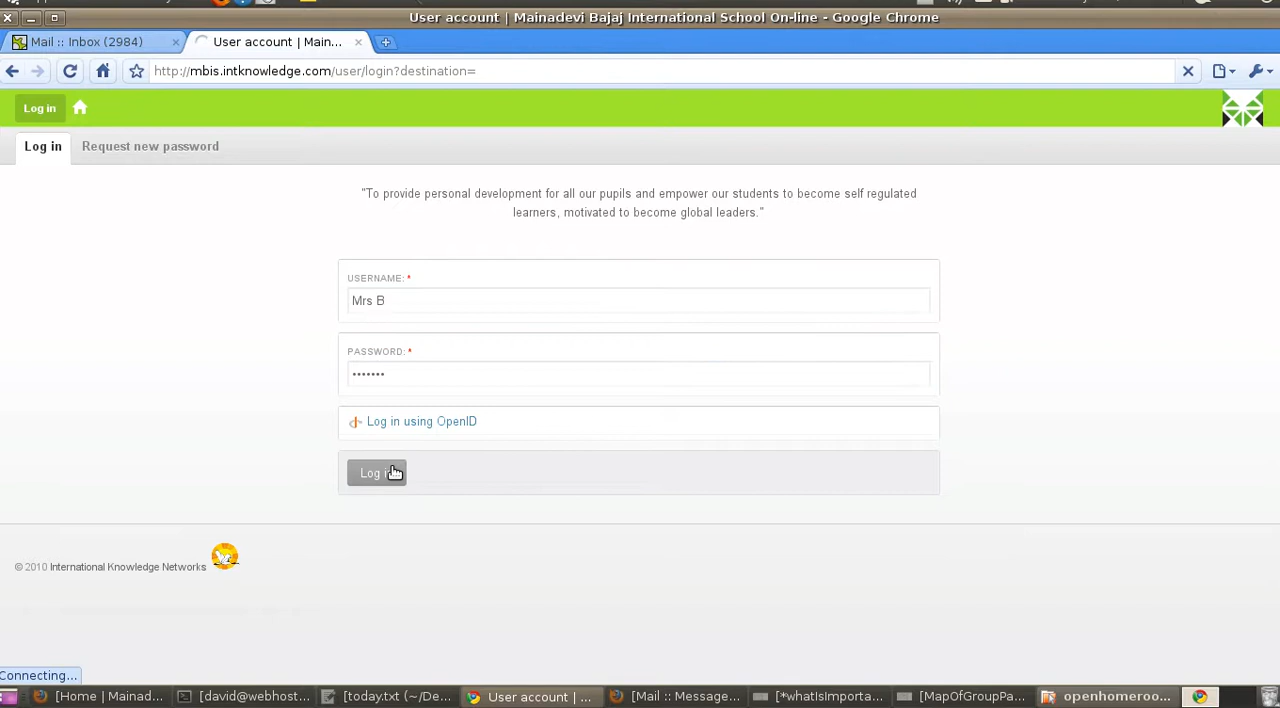 User account | Mainadevi Bajaj International School On-line - Google Chrome
Mail :: Inbox (2984)
User account | Main...
http://mbis.intknowledge.com/user/login?destination=
Log in
Log in
Request new password
"To provide personal development for all our pupils and empower our students to become self regulated
learners, motivated to become global leaders."
USERNAME: *
Mrs B
PASSWORD: *
•••••••
Log in using OpenID
Log in
© 2010 International Knowledge Networks
Connecting...
[Home | Mainad...
[david@webhost...
[today.txt (~/De...
User account | ...
[Mail :: Message...
[*whatIsImporta...
[MapOfGroupPa...
openhomeroo...